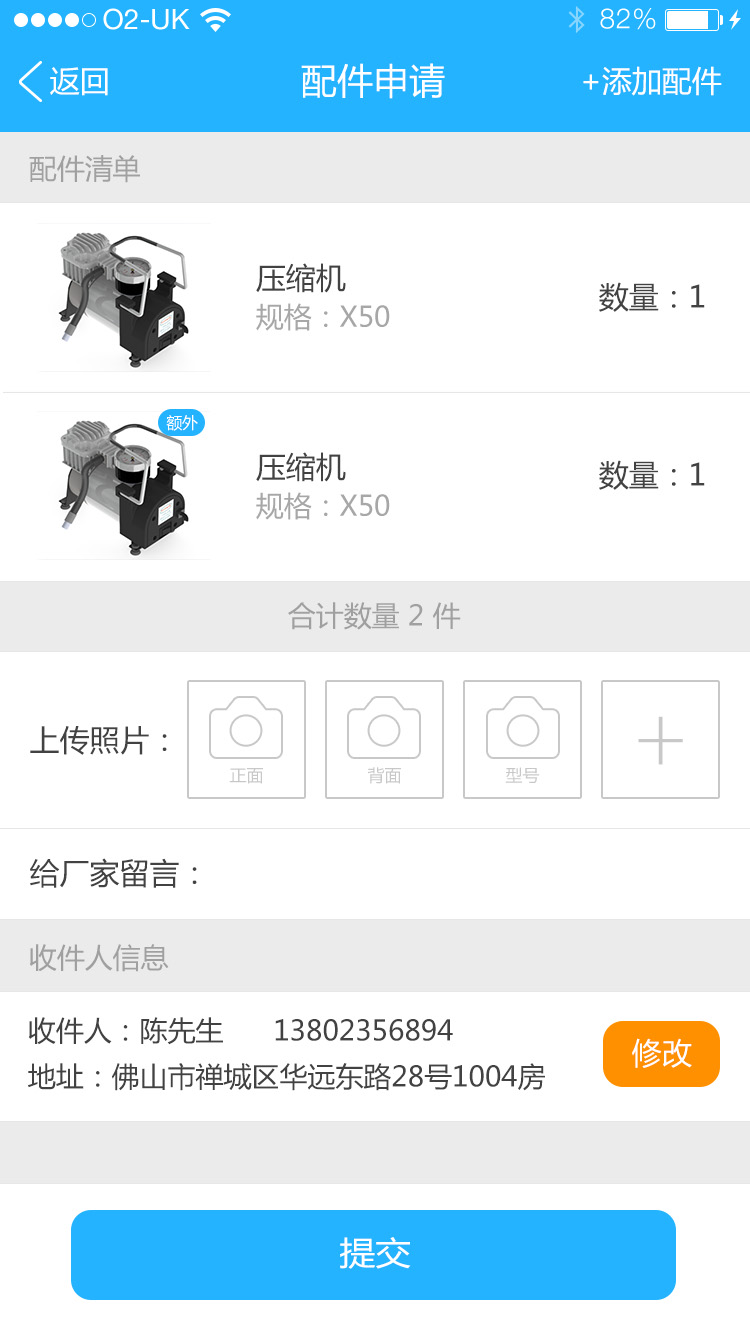 O2-UK 82%
返回 配件申请 +添加配件
配件清单
压缩机
规格：X50
数量：1
额外
压缩机
规格：X50
数量：1
合计数量 2 件
上传照片：
正面 背面 型号
给厂家留言：
收件人信息
收件人：陈先生 13802356894
地址：佛山市禅城区华远东路28号1004房
修改
提交